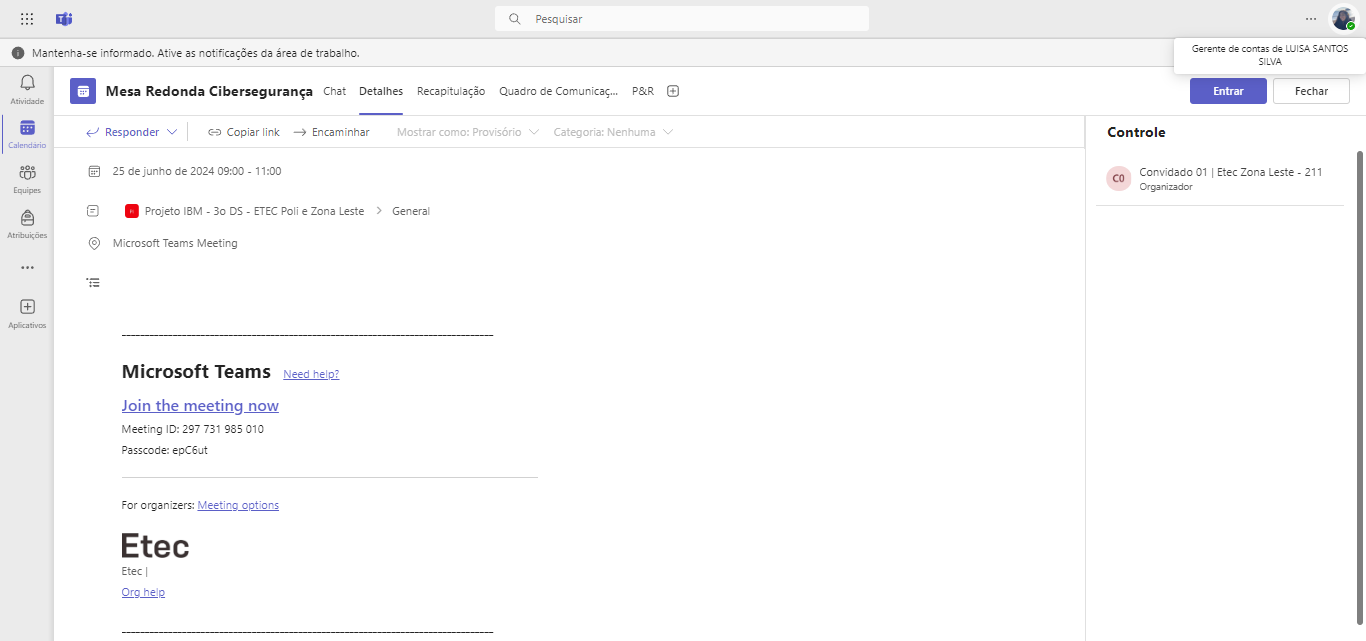 Pesquisar
Mantenha-se informado. Ative as notificações da área de trabalho.
Gerente de contas de LUISA SANTOS
SILVA
Atividade
Calendário
Equipes
Atribuições
Aplicativos
Mesa Redonda Cibersegurança Chat Detalhes Recapitulação Quadro de Comunicaç... P&R
Entrar Fechar
Responder Copiar link Encaminhar Mostrar como: Provisório Categoria: Nenhuma
25 de junho de 2024 09:00 - 11:00
Projeto IBM - 3o DS - ETEC Poli e Zona Leste > General
Microsoft Teams Meeting
________________________________________________________________________________
Microsoft Teams Need help?
Join the meeting now
Meeting ID: 297 731 985 010
Passcode: epC6ut
For organizers: Meeting options
Etec
Etec |
Org help
________________________________________________________________________________
Controle
C0
Convidado 01 | Etec Zona Leste - 211
Organizador